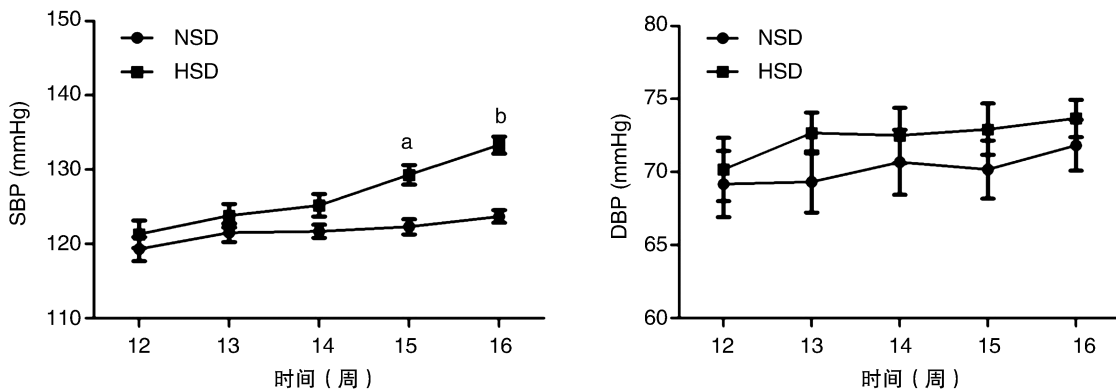 150
140
130
120
110
SBP (mmHg)
NSD
HSD
a
b
12 13 14 15 16
时间（周）
80
75
70
65
60
DBP (mmHg)
NSD
HSD
12 13 14 15 16
时间（周）